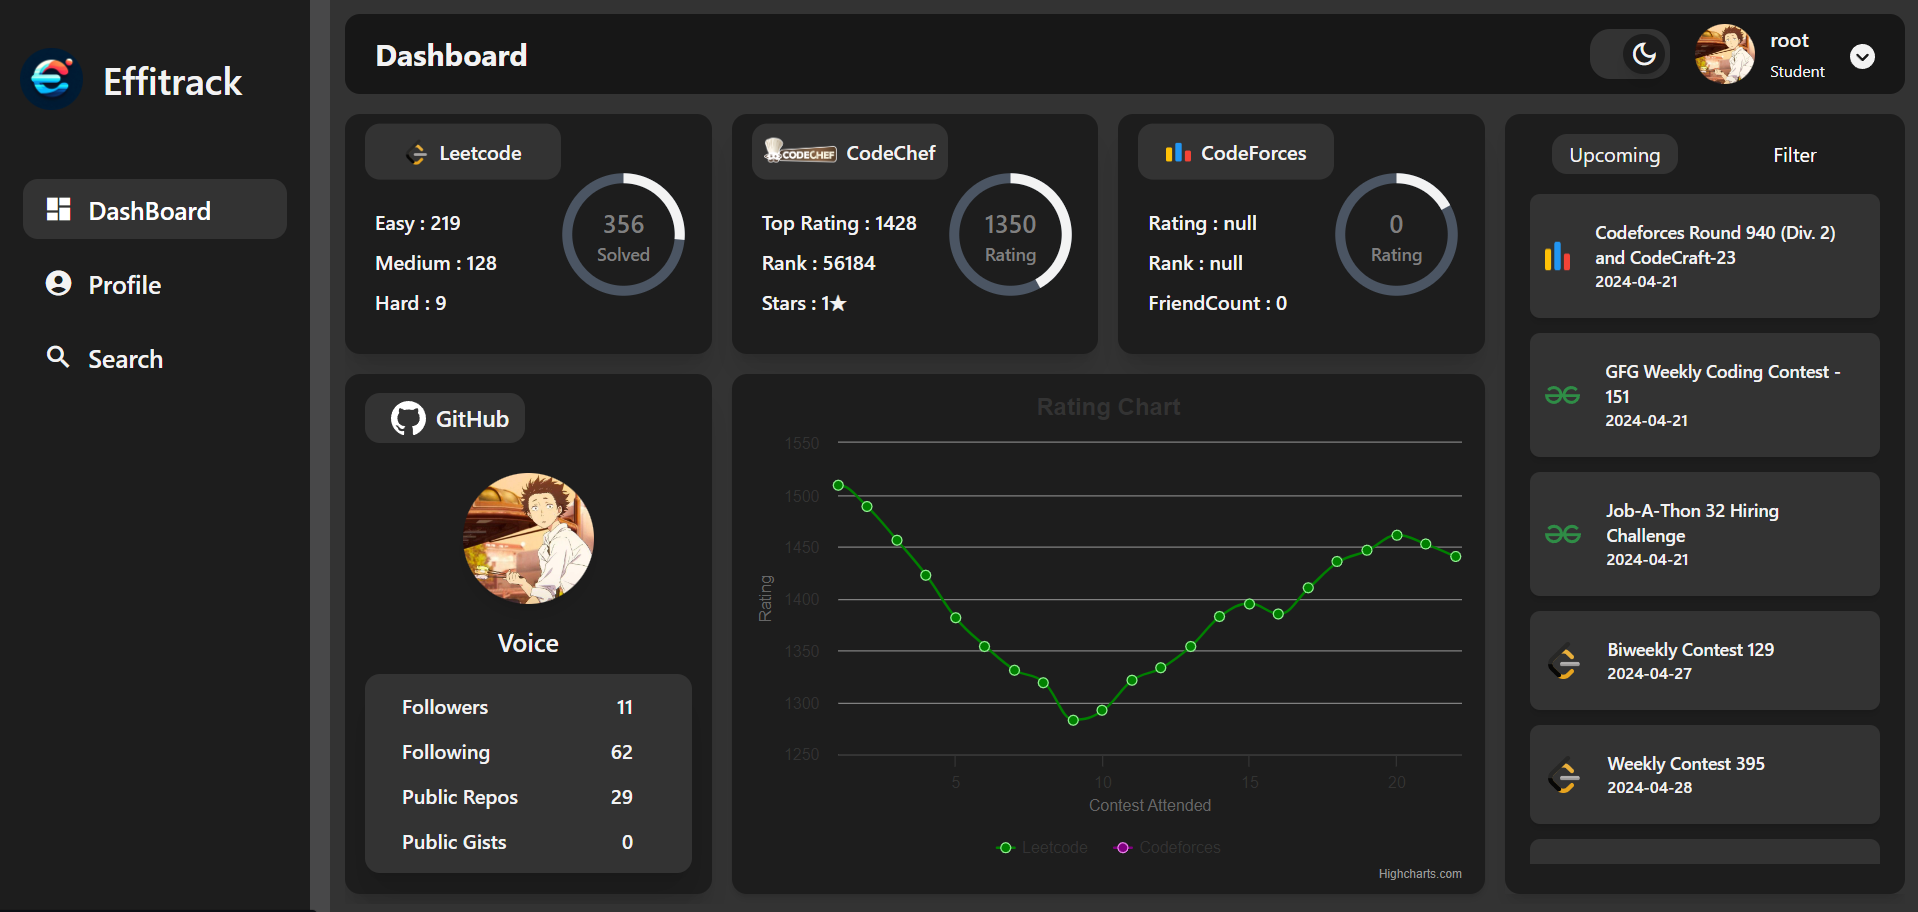 Effitrack
DashBoard
Profile
Search
Dashboard
root
Student
Leetcode
Easy : 219
Medium : 128
Hard : 9
356
Solved
CODECHEF CodeChef
Top Rating : 1428
Rank : 56184
Stars : 1★
1350
Rating
CodeForces
Rating : null
Rank : null
FriendCount : 0
0
Rating
GitHub
Voice
Followers 11
Following 62
Public Repos 29
Public Gists 0
Rating Chart
Rating
1550
1500
1450
1400
1350
1300
1250
5 10 15 20
Contest Attended
Leetcode Codeforces
Highcharts.com
Upcoming Filter
Codeforces Round 940 (Div. 2)
and CodeCraft-23
2024-04-21
GFG Weekly Coding Contest -
151
2024-04-21
Job-A-Thon 32 Hiring
Challenge
2024-04-21
Biweekly Contest 129
2024-04-27
Weekly Contest 395
2024-04-28